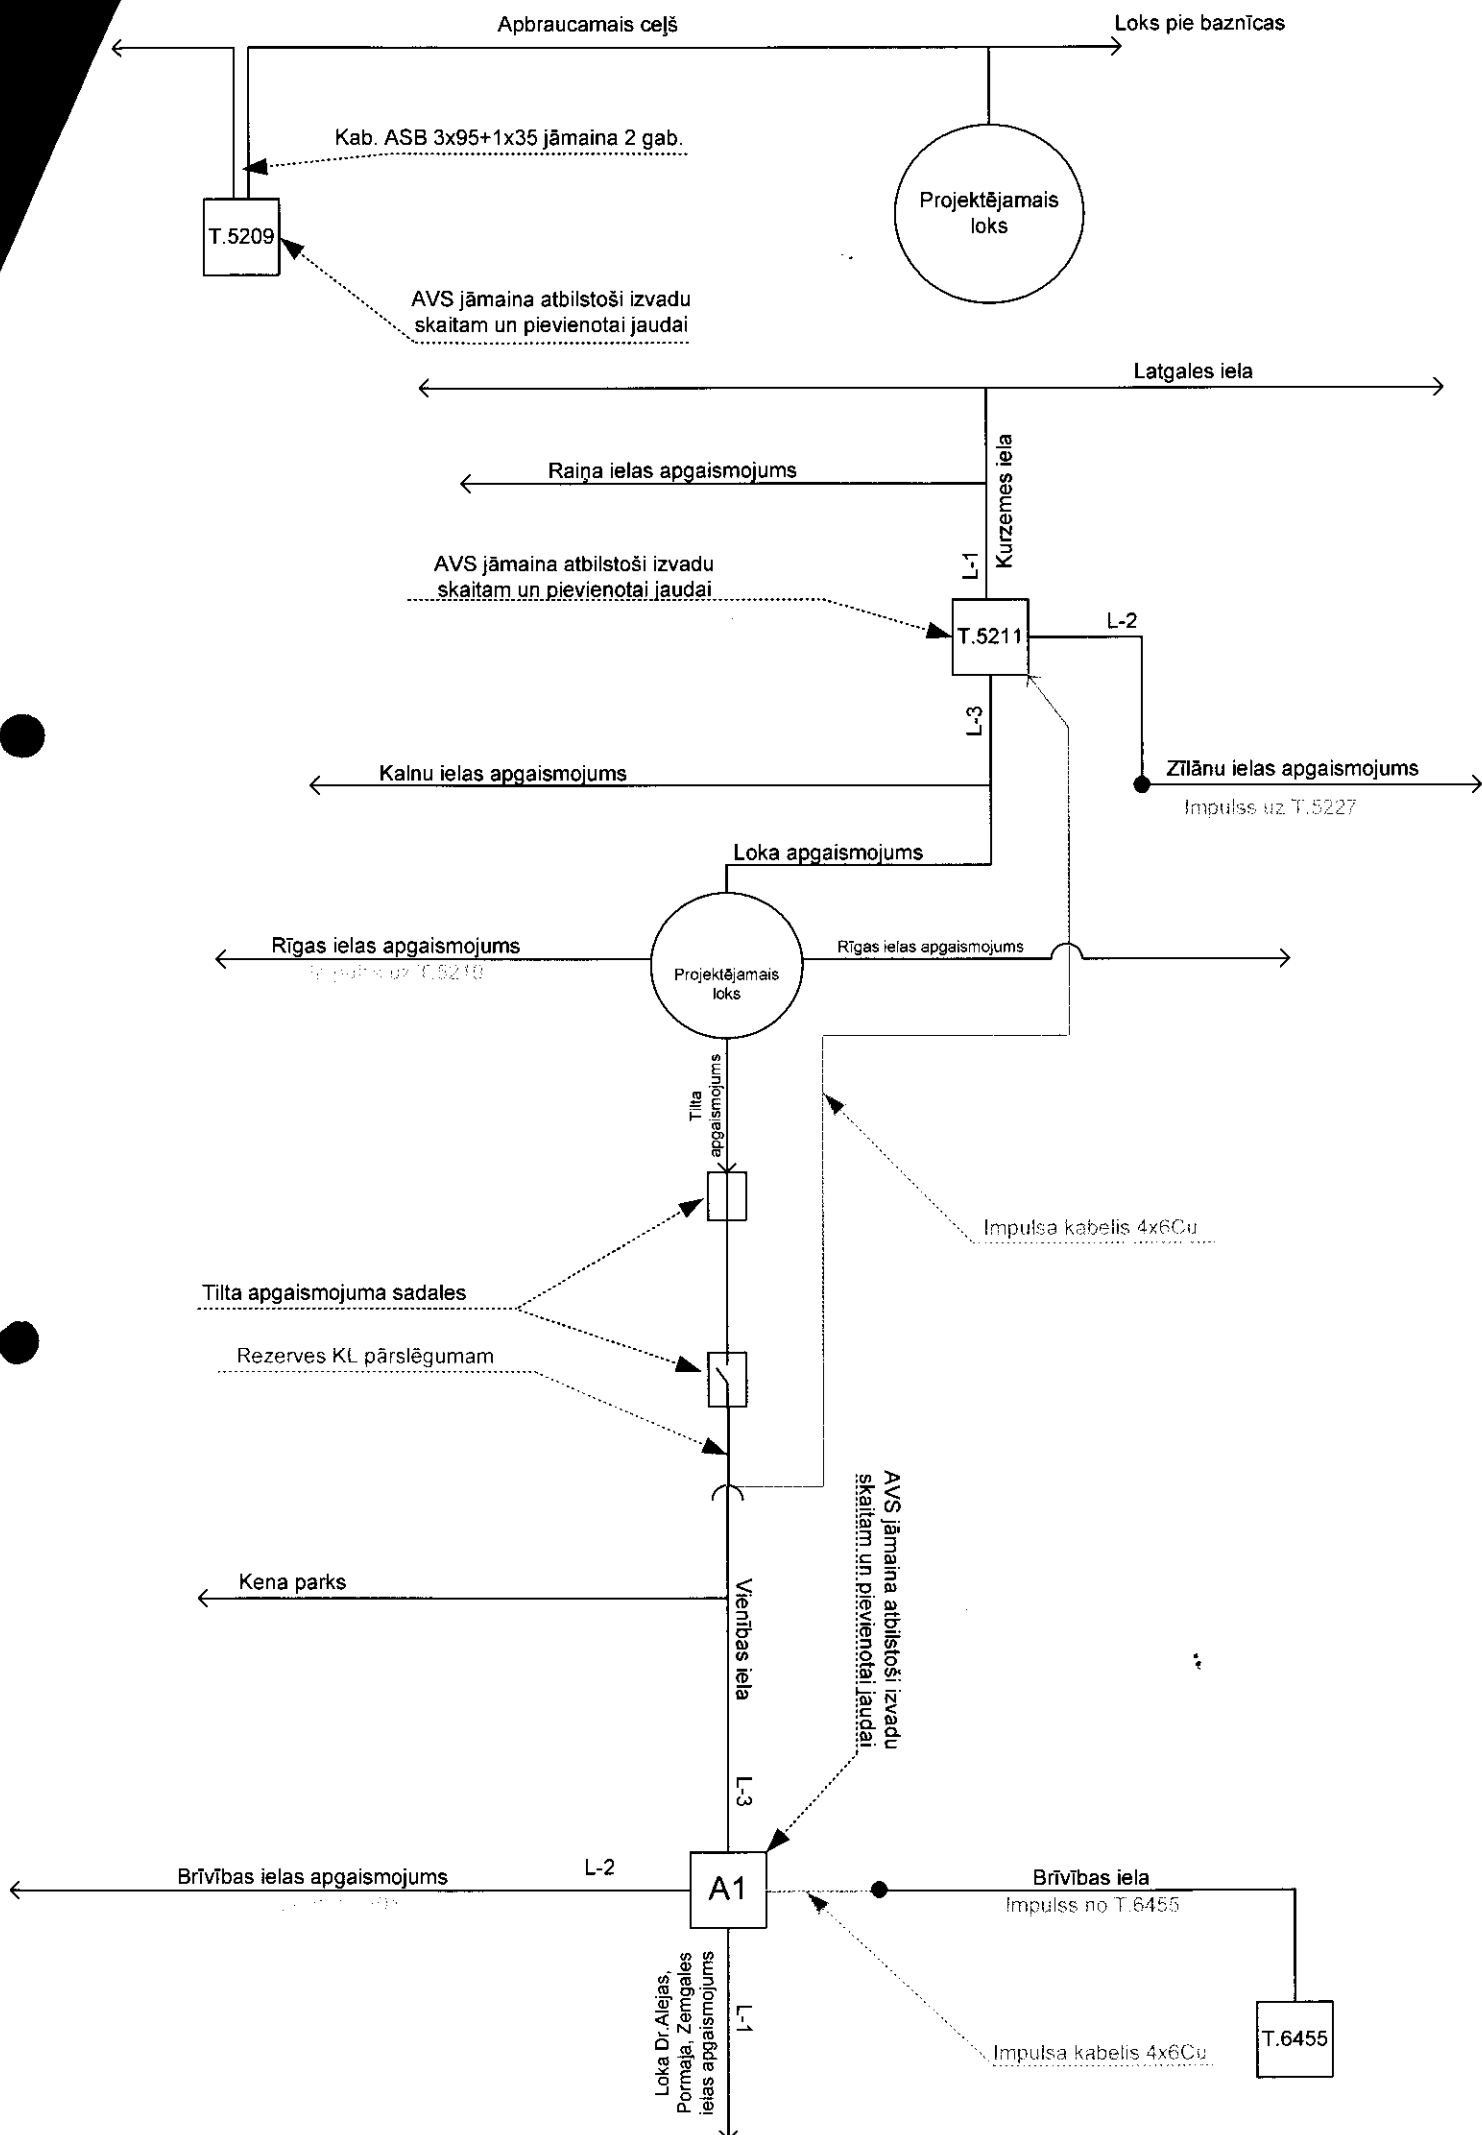 Apbraucamais ceļš
Loks pie baznīcas
Kab. ASB 3x95+1x35 jāmaina 2 gab.
Projektējamais
loks
T.5209
AVS jāmaina atbilstoši izvadu
skaitam un pievienotai jaudai
Latgales iela
Kurzemes iela
Raiņa ielas apgaismojums
L-1
AVS jāmaina atbilstoši izvadu
skaitam un pievienotai jaudai
T.5211
L-2
L-3
Kalnu ielas apgaismojums
Zīlānu ielas apgaismojums
Impulss uz T.5227
Loka apgaismojums
Rīgas ielas apgaismojums
Rīgas ielas apgaismojums
Impulss uz T.5210
Projektējamais
loks
Tilta
apgaismojums
Impulsa kabelis 4x6Cu
Tilta apgaismojuma sadales
Rezerves KL pārslēgumam
AVS jāmaina atbilstoši izvadu
skaitam un pievienotai jaudai
Kena parks
Vienības iela
L-3
Brīvības ielas apgaismojums
L-2
A1
Brīvības iela
Impulss no T.6455
Loka Dr.Alejas,
Pormaļa, Zemgales
ielas apgaismojums
L-1
Impulsa kabelis 4x6Cu
T.6455